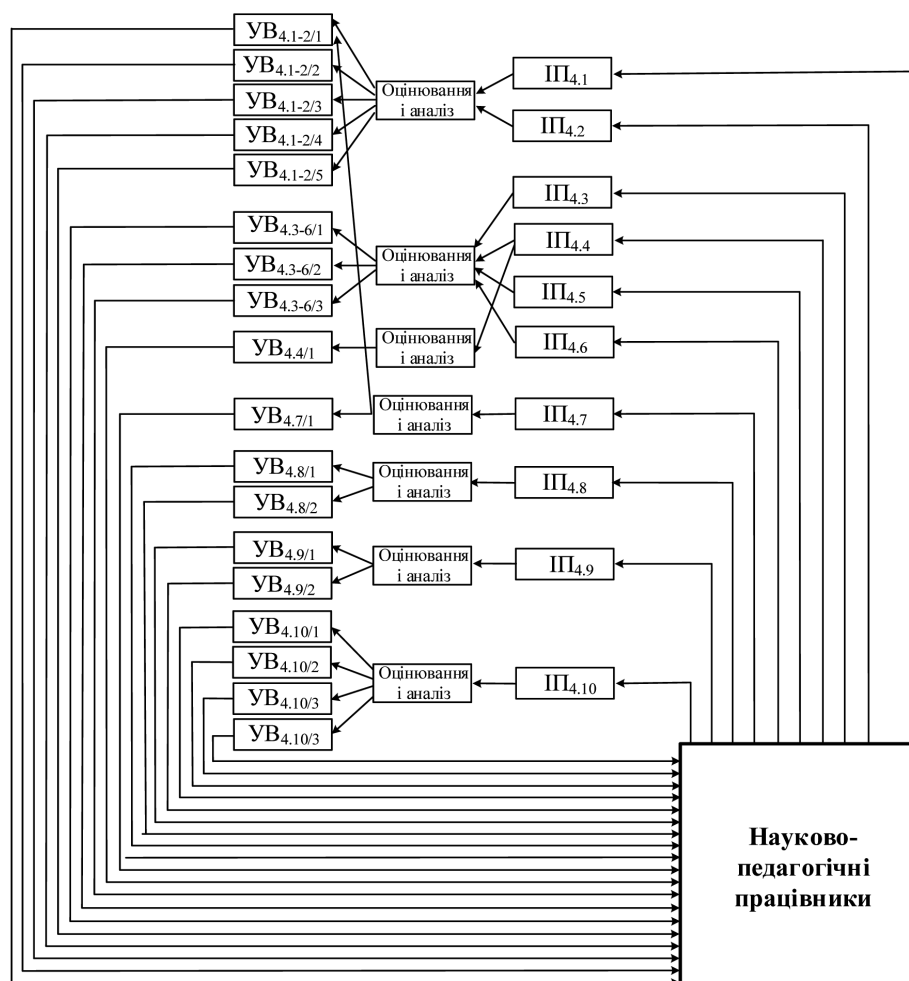 УВ4.1-2/1
УВ4.1-2/2
УВ4.1-2/3
УВ4.1-2/4
УВ4.1-2/5
Оцінювання
і аналіз
ІП4.1
ІП4.2
УВ4.3-6/1
УВ4.3-6/2
УВ4.3-6/3
Оцінювання
і аналіз
ІП4.3
ІП4.4
ІП4.5
ІП4.6
УВ4.4/1
Оцінювання
і аналіз
УВ4.7/1
Оцінювання
і аналіз
ІП4.7
УВ4.8/1
УВ4.8/2
Оцінювання
і аналіз
ІП4.8
УВ4.9/1
УВ4.9/2
Оцінювання
і аналіз
ІП4.9
УВ4.10/1
УВ4.10/2
УВ4.10/3
УВ4.10/3
Оцінювання
і аналіз
ІП4.10
Науково-
педагогічні
працівники